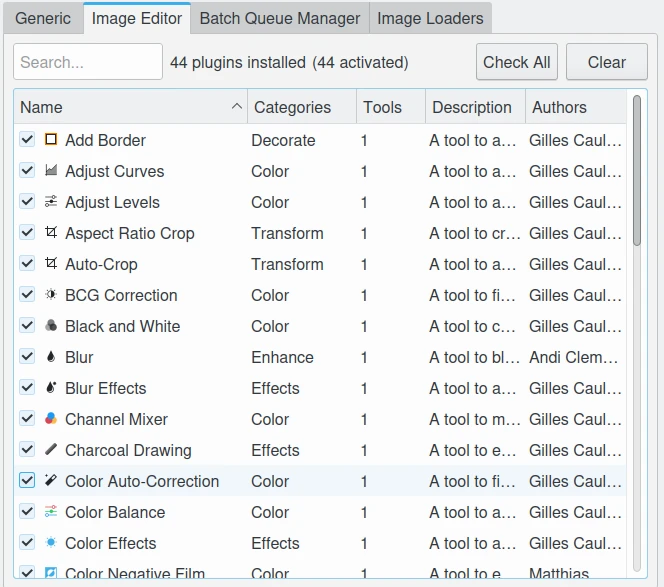 Generic Image Editor Batch Queue Manager Image Loaders
Search... 44 plugins installed (44 activated) Check All Clear
Name Categories Tools Description Authors
Add Border Decorate 1 A tool to a... Gilles Caul...
Adjust Curves Color 1 A tool to a... Gilles Caul...
Adjust Levels Color 1 A tool to a... Gilles Caul...
Aspect Ratio Crop Transform 1 A tool to cr... Gilles Caul...
Auto-Crop Transform 1 A tool to a... Gilles Caul...
BCG Correction Color 1 A tool to fi... Gilles Caul...
Black and White Color 1 A tool to c... Gilles Caul...
Blur Enhance 1 A tool to bl... Andi Clem...
Blur Effects Effects 1 A tool to a... Gilles Caul...
Channel Mixer Color 1 A tool to m... Gilles Caul...
Charcoal Drawing Effects 1 A tool to e... Gilles Caul...
Color Auto-Correction Color 1 A tool to fi... Gilles Caul...
Color Balance Color 1 A tool to a... Gilles Caul...
Color Effects Effects 1 A tool to a... Gilles Caul...
Color Negative Film Color 1 A tool to e... Matthias